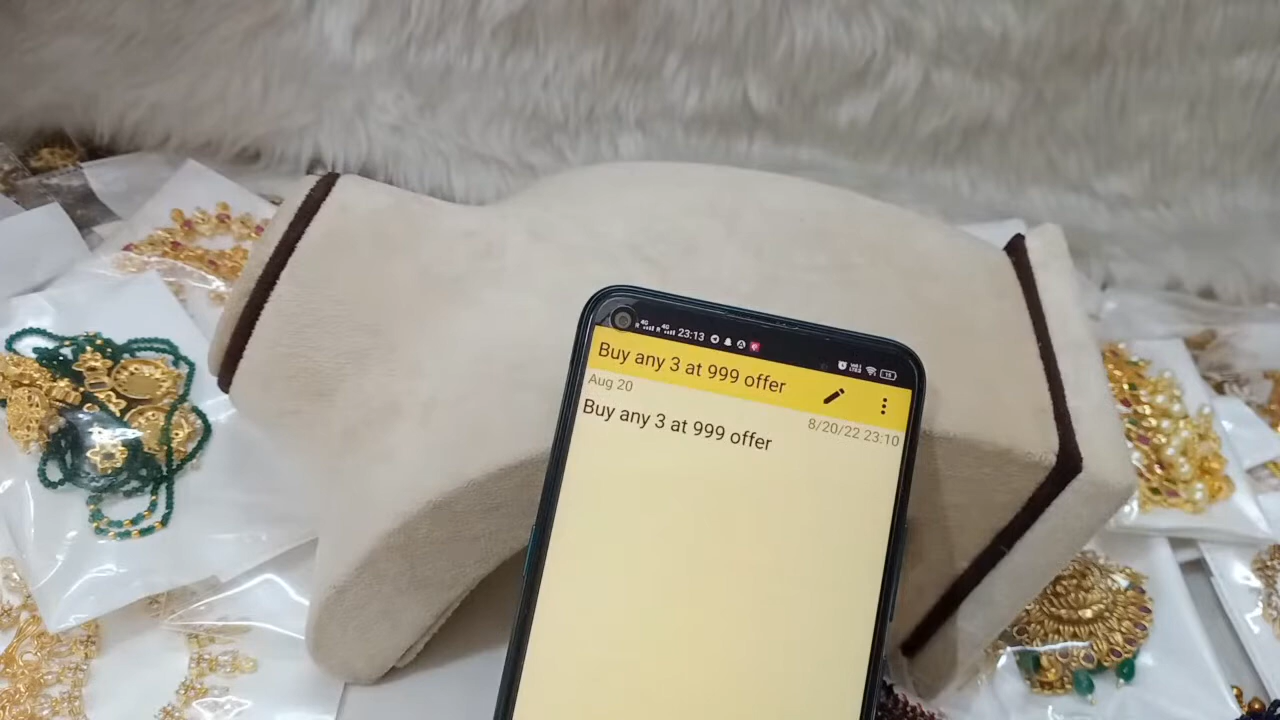 23:13
Buy any 3 at 999 offer
Aug 20
8/20/22 23:10
Buy any 3 at 999 offer